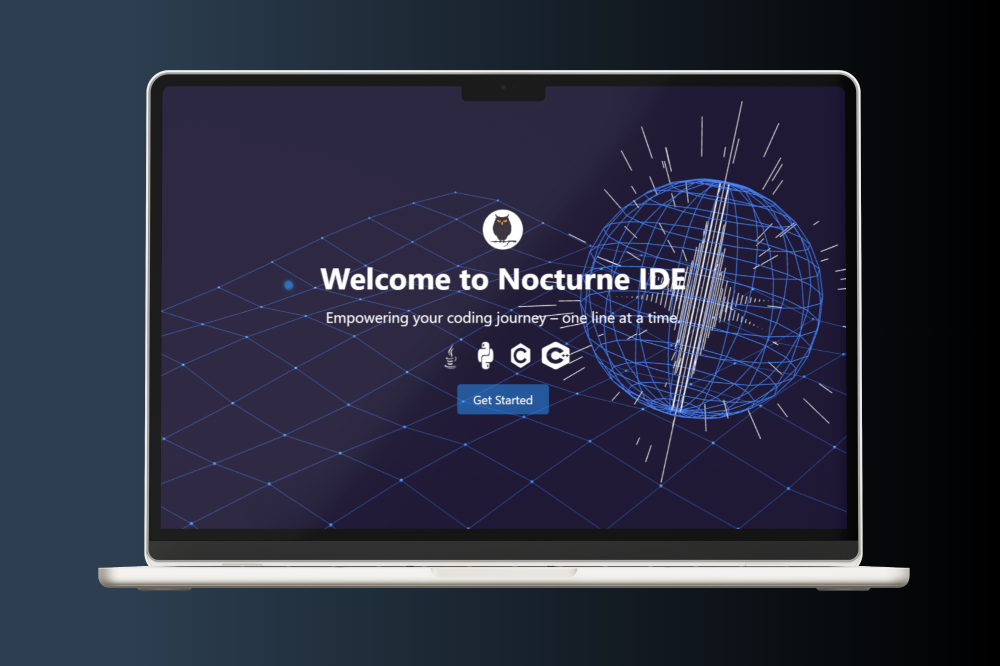 Welcome to Nocturne IDE
Empowering your coding journey – one line at a time.
Get Started